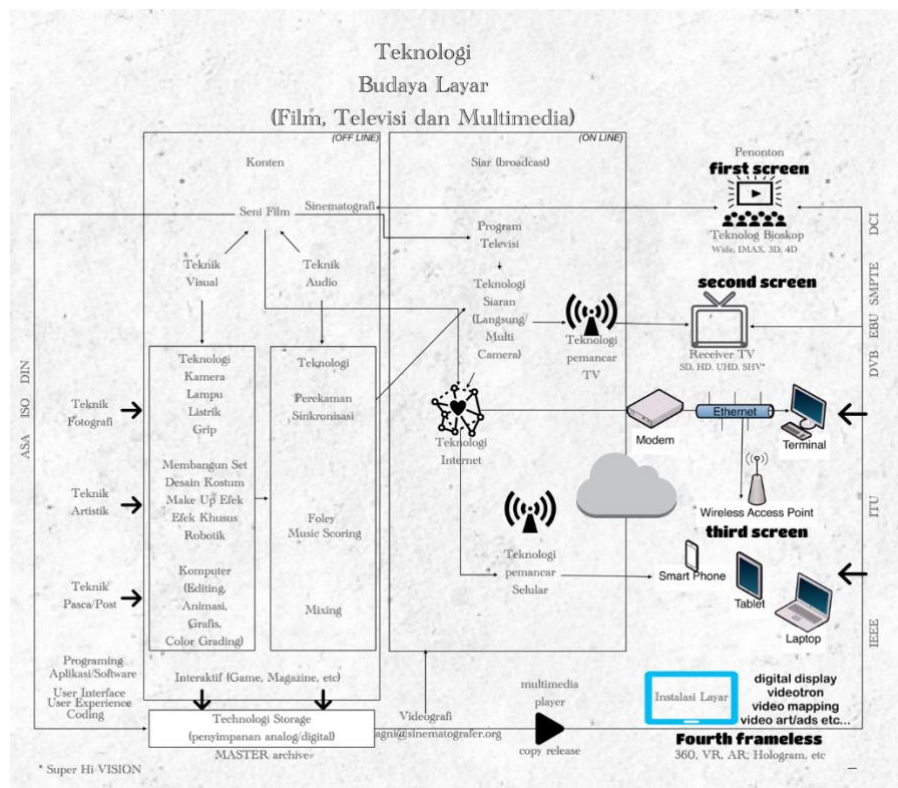 Teknologi
Budaya Layar
(Film, Televisi dan Multimedia)
(OFF LINE)
(ON LINE)
Konten
Siar (broadcast)
Penonton
first screen
Sinematografi
Seni Film
Teknolog Bioskop
Wide, IMAX, 3D, 4D
Program
Televisi
Teknik
Visual
Teknik
Audio
Teknologi
Siaran
(Langsung/
Multi
Camera)
Teknologi
pemancar
TV
second screen
Receiver TV
SD, HD, UHD, SHV*
DCI
SMPTE
EBU
DVB
ITU
IEEE
DIN
ISO
ASA
Teknik
Fotografi
Teknologi
Kamera
Lampu
Listrik
Grip
Teknologi
Perekaman
Sinkronisasi
Teknologi
Internet
Modem
Ethernet
Terminal
Wireless Access Point
third screen
Teknik
Artistik
Membangun Set
Desain Kostum
Make Up Efek
Efek Khusus
Robotik
Foley
Music Scoring
Teknologi
pemancar
Selular
Smart Phone
Tablet
Laptop
Teknik
Pasca/Post
Komputer
(Editing,
Animasi,
Grafis,
Color Grading)
Mixing
Programing
Aplikasi/Software
User Interface
User Experience
Coding
Interaktif (Game, Magazine, etc)
Technologi Storage
(penyimpanan analog/digital)
MASTER archive
Videografi
agni@sinematografer.org
multimedia
player
copy release
Instalasi Layar
digital display
videotron
video mapping
video art/ads etc...
Fourth frameless
360, VR, AR, Hologram, etc
* Super Hi-VISION